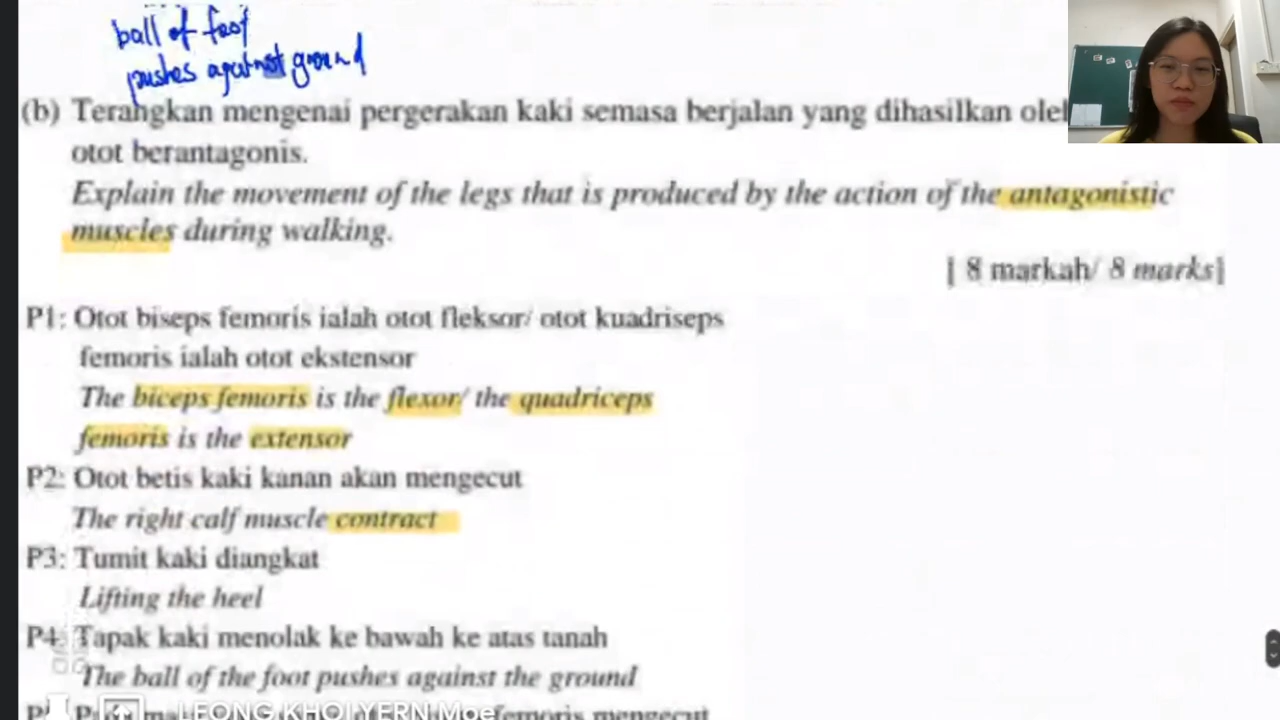 ball of foot
pushes against ground
(b) Terangkan mengenai pergerakan kaki semasa berjalan yang dihasilkan
otot berantagonis.
Explain the movement of the legs that is produced by the action of the antagonistic
muscles during walking.
[ 8 markah/ 8 marks]
P1: Otot biseps femoris ialah otot fleksor/ otot kuadriseps
femoris ialah otot ekstensor
The biceps femoris is the flexor/ the quadriceps
femoris is the extensor
P2: Otot betis kaki kanan akan mengecut
The right calf muscle contract
P3: Tumit kaki diangkat
Lifting the heel
P4: Tapak kaki menolak ke bawah ke atas tanah
The ball of the foot pushes against the ground
LEONG KHOI YERN Moe
femoris mengecut